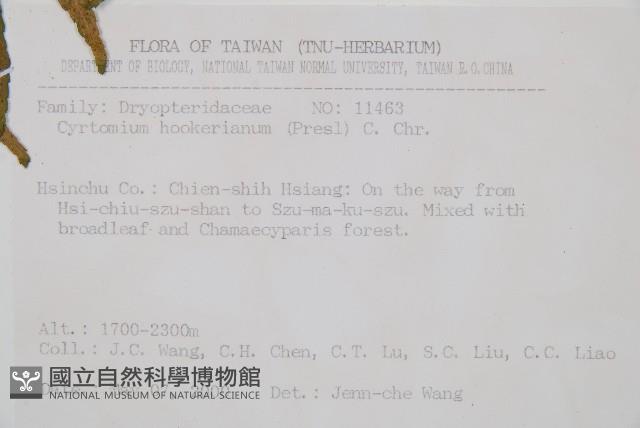 FLORA OF TAIWAN (TNU-HERBARIUM)
DEPARTMENT OF BIOLOGY, NATIONAL TAIWAN NORMAL UNIVERSITY, TAIWAN R.O.CHINA
Family: Dryopteridaceae NO: 11463
Cyrtomium hookerianum (Presl) C. Chr.
Hsinchu Co.: Chien-shih Hsiang: On the way from
Hsi-chiu-szu-shan to Szu-ma-ku-szu. Mixed with
broadleaf and Chamaecyparis forest.
Alt.: 1700-2300m
Coll.: J.C. Wang, C.H. Chen, C.T. Lu, S.C. Liu, C.C. Liao
國立自然科學博物館
NATIONAL MUSEUM OF NATURAL SCIENCE
Det.: Jenn-che Wang